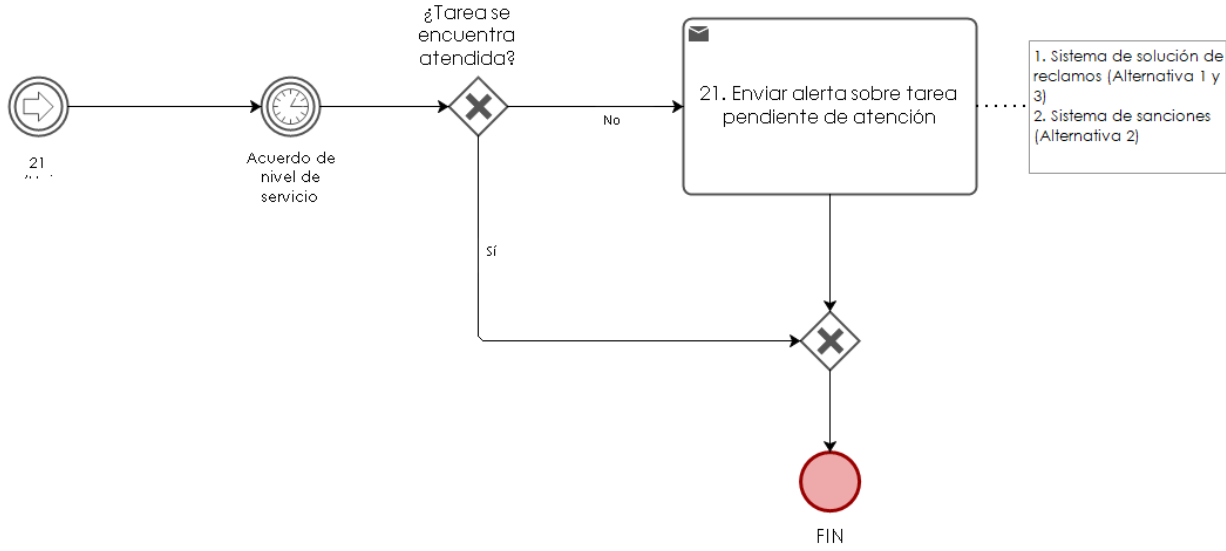 ¿Tarea se
encuentra
atendida?
21
Acuerdo de
nivel de
servicio
No
Sí
21. Enviar alerta sobre tarea
pendiente de atención
1. Sistema de solución de
reclamos (Alternativa 1 y
3)
2. Sistema de sanciones
(Alternativa 2)
FIN